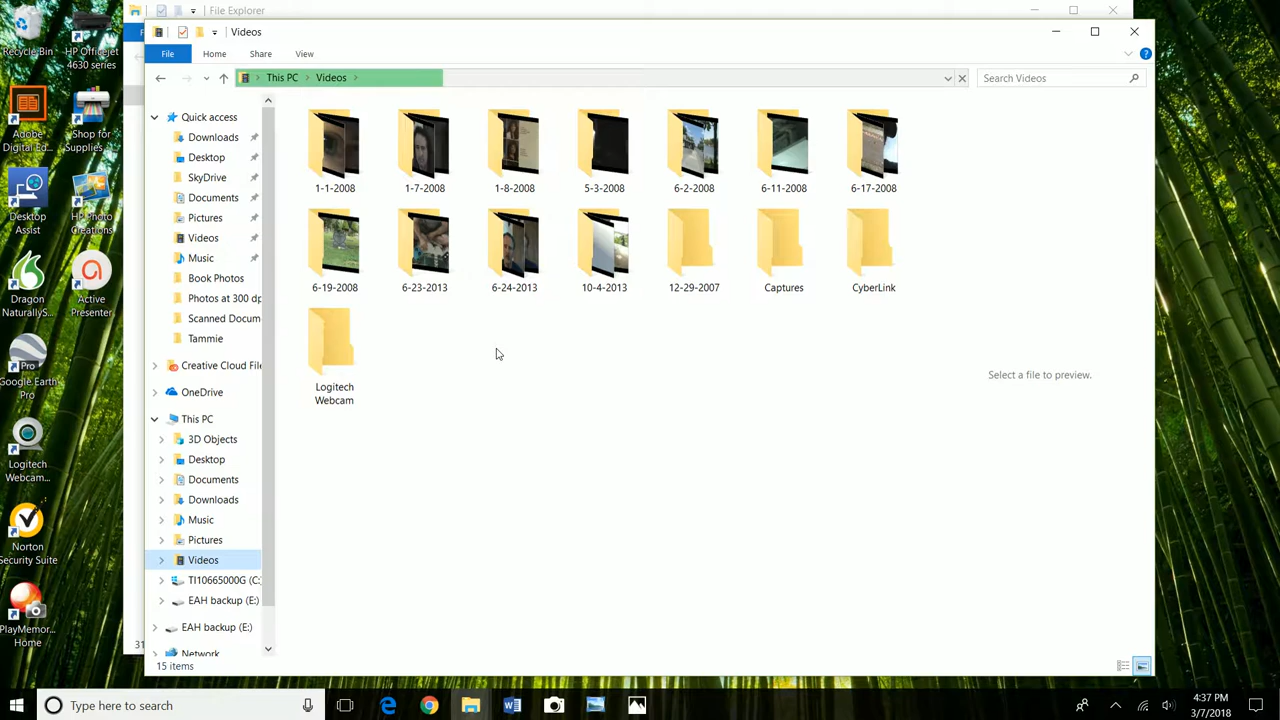 File Explorer
Videos
File Home Share View
This PC Videos
Search Videos
Recycle Bin
HP Officejet 4630 series
Adobe Digital Ed...
Shop for Supplies
Desktop Assist
HP Photo Creations
Dragon NaturallyS...
Active Presenter
Google Earth Pro
Logitech Webcam...
Norton Security Suite
PlayMemor... Home
Quick access
Downloads
Desktop
SkyDrive
Documents
Pictures
Videos
Music
Book Photos
Photos at 300 dp
Scanned Docum
Tammie
Creative Cloud File
OneDrive
This PC
3D Objects
Desktop
Documents
Downloads
Music
Pictures
Videos
TI10665000G (C:
EAH backup (E:)
EAH backup (E:)
Network
1-1-2008 1-7-2008 1-8-2008 5-3-2008 6-2-2008 6-11-2008 6-17-2008
6-19-2008 6-23-2013 6-24-2013 10-4-2013 12-29-2007 Captures CyberLink
Logitech
Webcam
Select a file to preview.
31
15 items
Type here to search
4:37 PM
3/7/2018